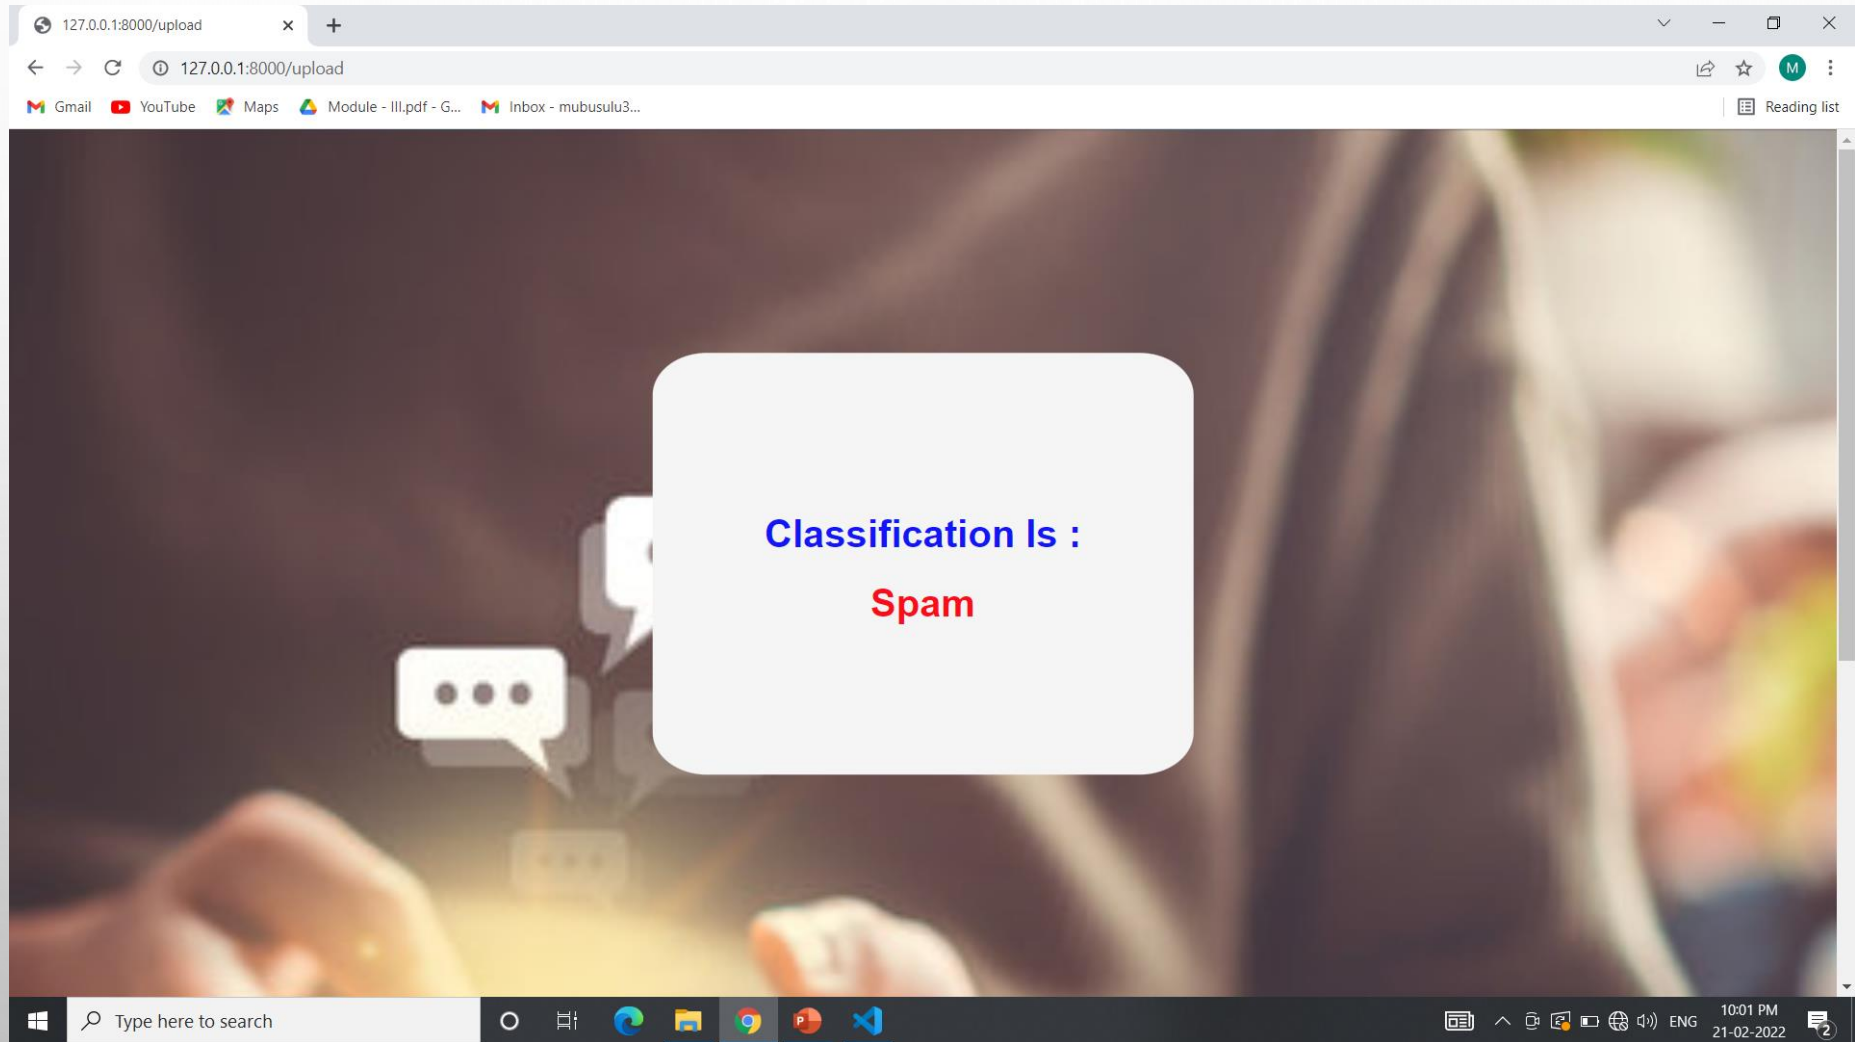 127.0.0.1:8000/upload
127.0.0.1:8000/upload
M
Gmail YouTube Maps Module - III.pdf - G... Inbox - mubusulu3... Reading list
Classification Is :
Spam
Type here to search
P
ENG
10:01 PM
21-02-2022
2